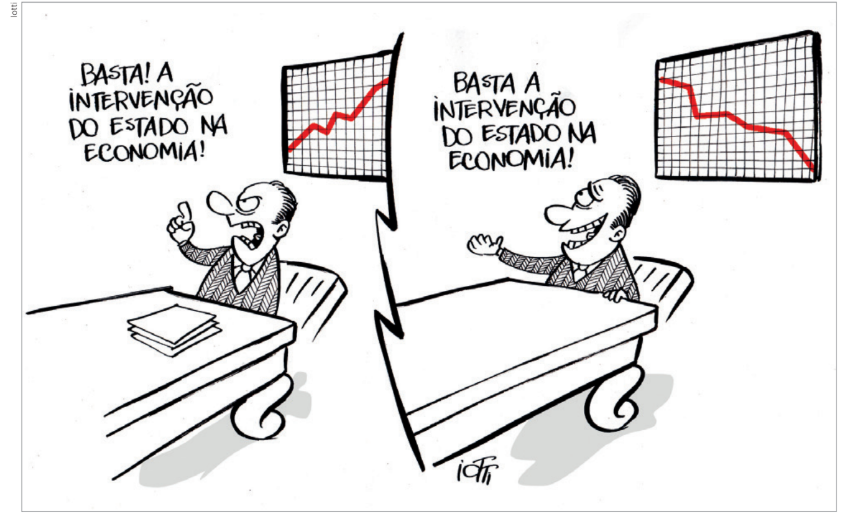 iotti
BASTA! A
INTERVENÇÃO
DO ESTADO NA
ECONOMIA!
BASTA A
INTERVENÇÃO
DO ESTADO NA
ECONOMIA!
iotti